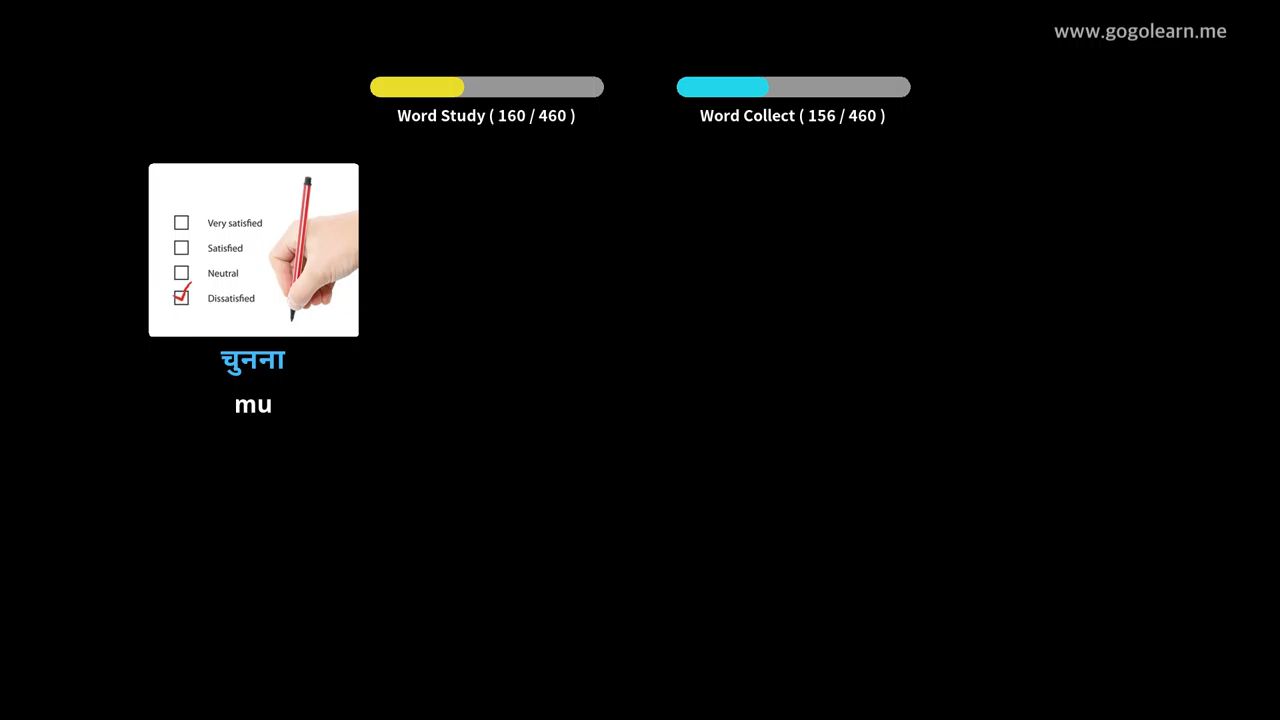 www.gogolearn.me
Word Study ( 160 / 460 )
Word Collect ( 156 / 460 )
Very satisfied
Satisfied
Neutral
Dissatisfied
चुनना
mu